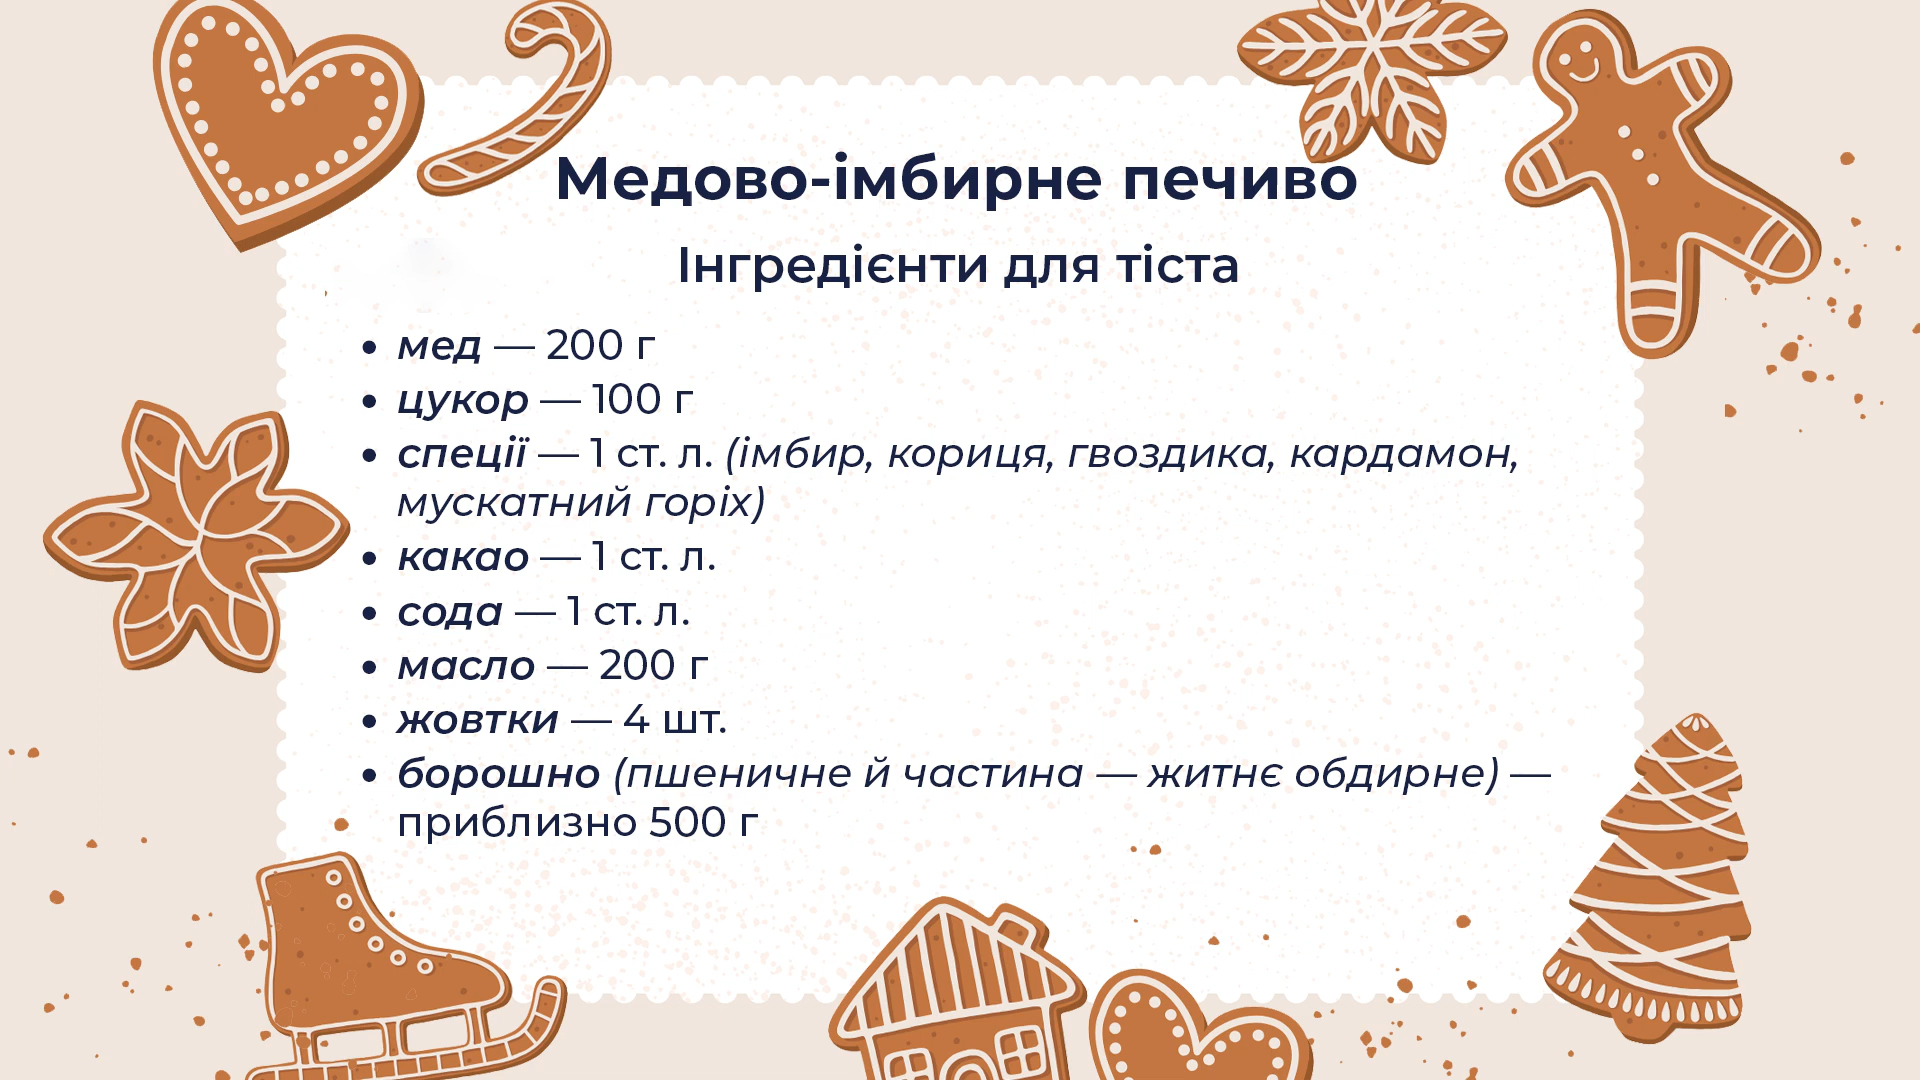 Медово-імбирне печиво
Інгредієнти для тіста
• мед — 200 г
• цукор — 100 г
• спеції — 1 ст. л. (імбир, кориця, гвоздика, кардамон,
мускатний горіх)
• какао — 1 ст. л.
• сода — 1 ст. л.
• масло — 200 г
• жовтки — 4 шт.
• борошно (пшеничне й частина — житнє обдирне) —
приблизно 500 г